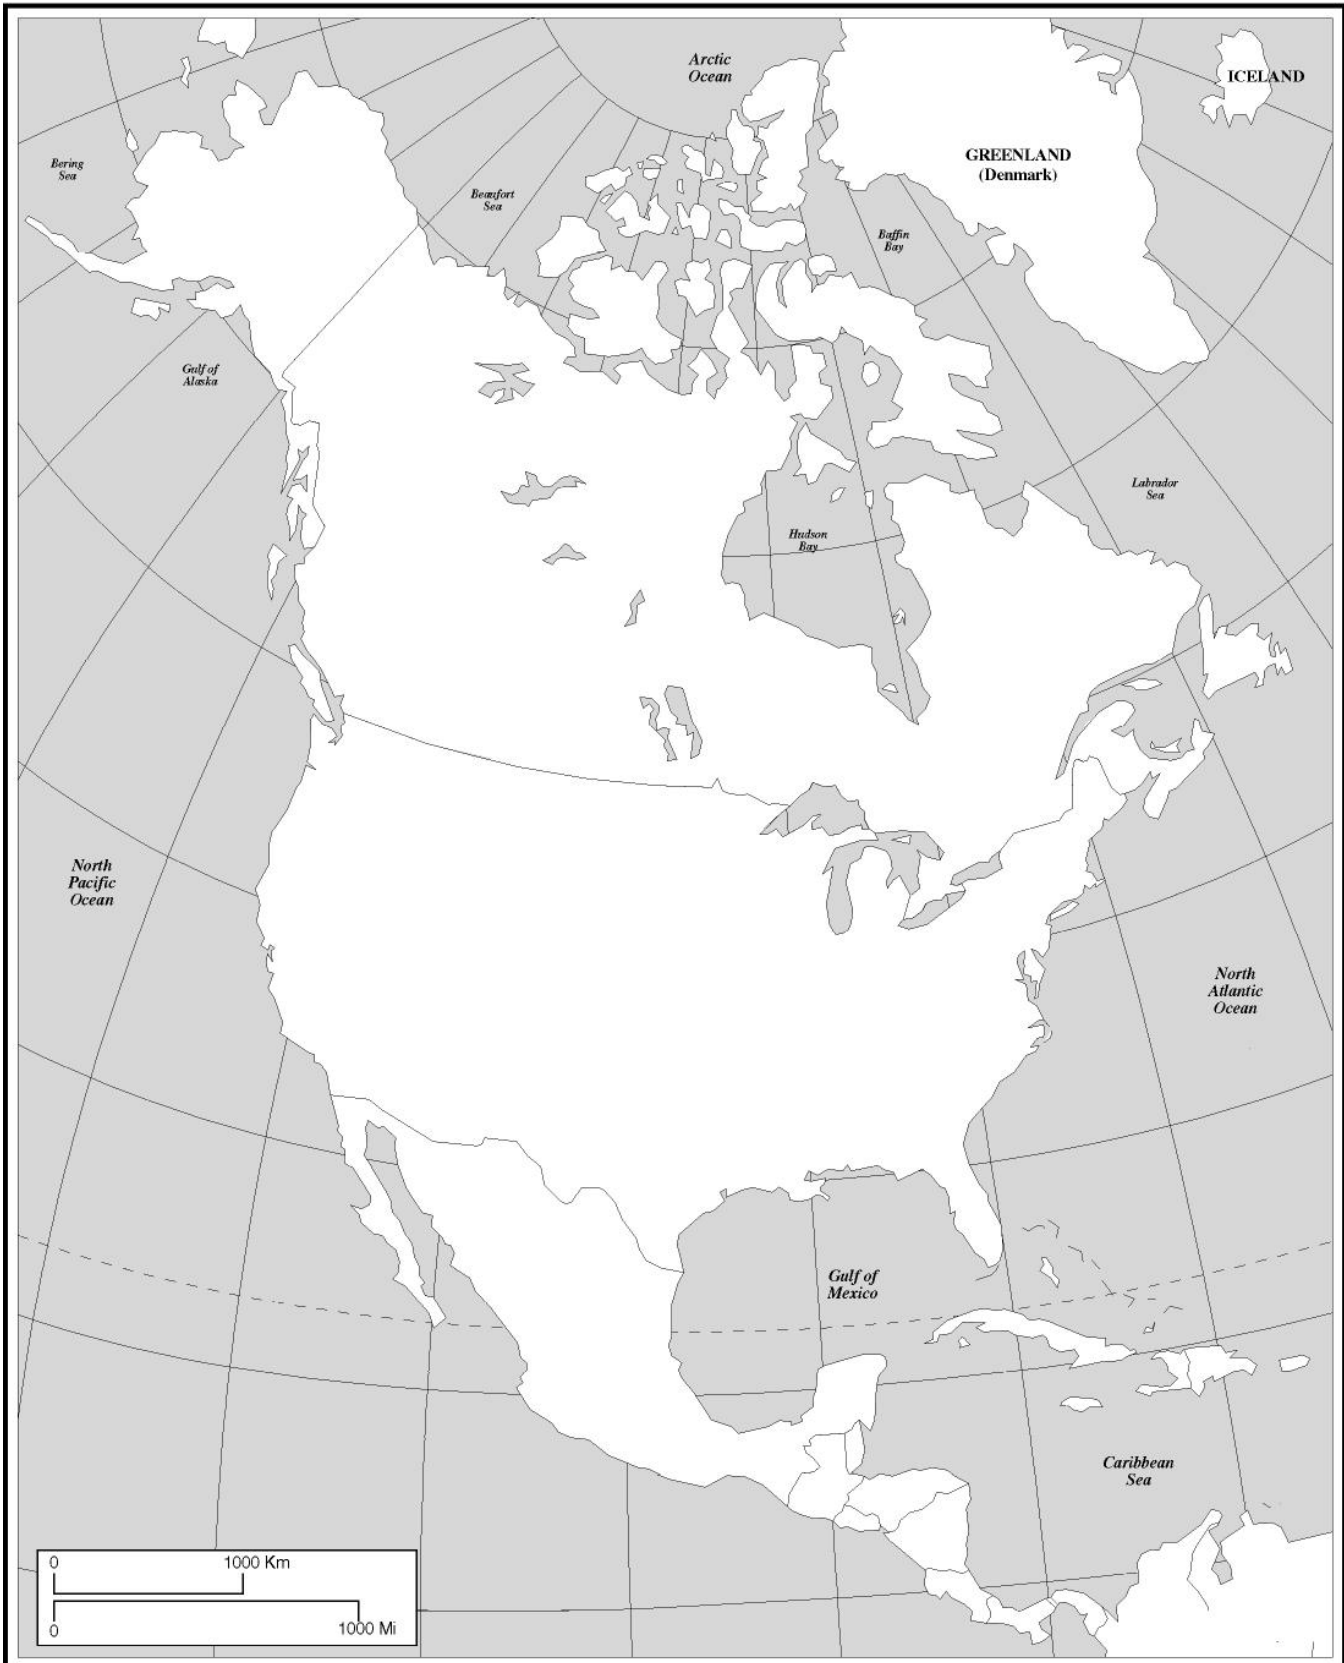 Arctic
Ocean
ICELAND
GREENLAND
(Denmark)
Bering
Sea
Beaufort
Sea
Baffin
Bay
Gulf of
Alaska
Labrador
Sea
Hudson
Bay
North
Pacific
Ocean
North
Atlantic
Ocean
Gulf of
Mexico
Caribbean
Sea
0 1000 Km
0 1000 Mi